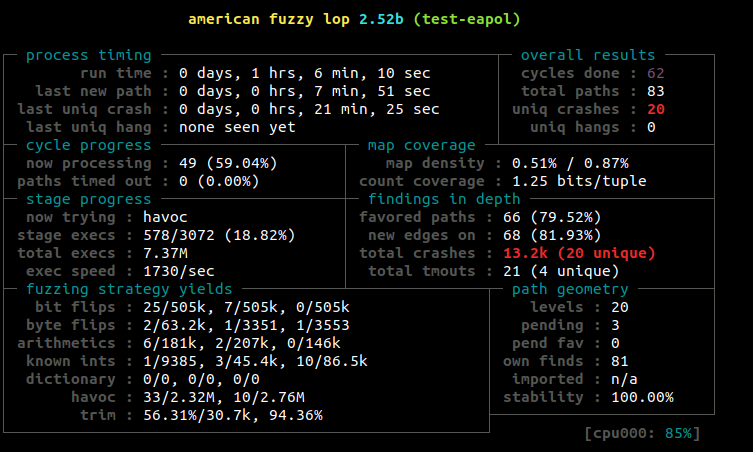 american fuzzy lop 2.52b (test-eapol)
process timing
overall results
run time : 0 days, 1 hrs, 6 min, 10 sec
cycles done : 62
last new path : 0 days, 0 hrs, 7 min, 51 sec
total paths : 83
last uniq crash : 0 days, 0 hrs, 21 min, 25 sec
uniq crashes : 20
last uniq hang : none seen yet
uniq hangs : 0
cycle progress
map coverage
now processing : 49 (59.04%)
map density : 0.51% / 0.87%
paths timed out : 0 (0.00%)
count coverage : 1.25 bits/tuple
stage progress
findings in depth
now trying : havoc
favored paths : 66 (79.52%)
stage execs : 578/3072 (18.82%)
new edges on : 68 (81.93%)
total execs : 7.37M
total crashes : 13.2k (20 unique)
exec speed : 1730/sec
total tmouts : 21 (4 unique)
fuzzing strategy yields
path geometry
bit flips : 25/505k, 7/505k, 0/505k
levels : 20
byte flips : 2/63.2k, 1/3351, 1/3553
pending : 3
arithmetics : 6/181k, 2/207k, 0/146k
pend fav : 0
known ints : 1/9385, 3/45.4k, 10/86.5k
own finds : 81
dictionary : 0/0, 0/0, 0/0
imported : n/a
havoc : 33/2.32M, 10/2.76M
stability : 100.00%
trim : 56.31%/30.7k, 94.36%
[cpu000: 85%]